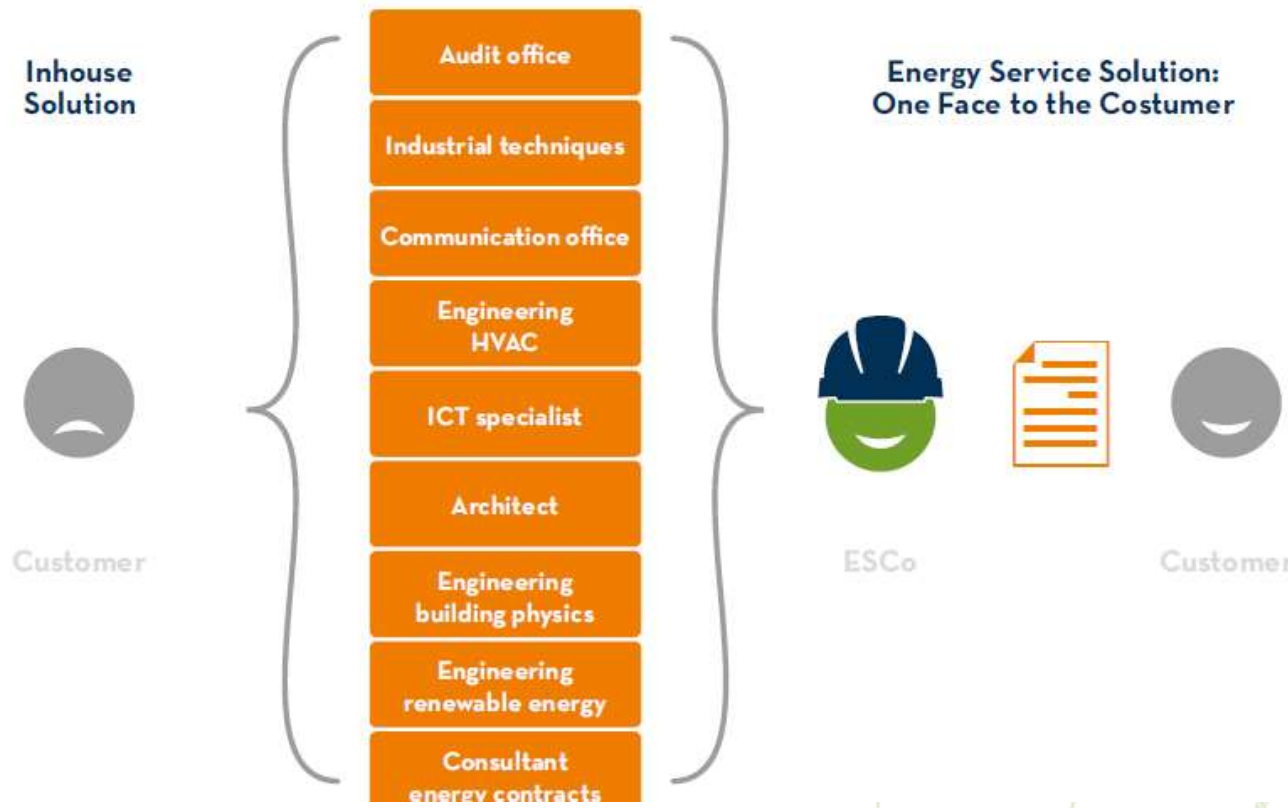 Inhouse
Solution
Audit office
Industrial techniques
Communication office
Engineering
HVAC
ICT specialist
Architect
Engineering
building physics
Engineering
renewable energy
Consultant
energy contracts
Energy Service Solution:
One Face to the Costumer
Customer
ESCo
Customer